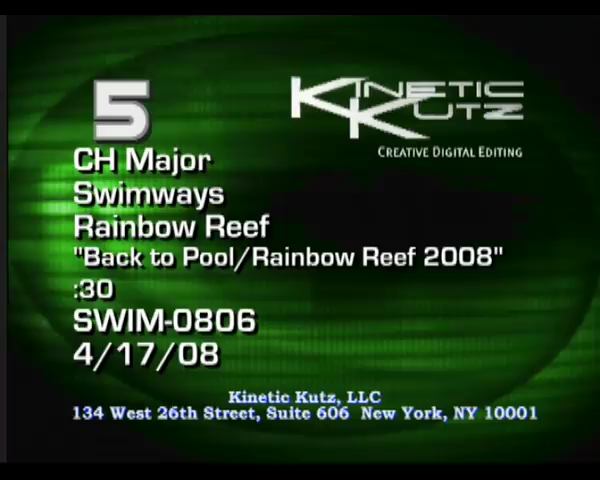 5
KINETIC
KUTZ
CREATIVE DIGITAL EDITING
CH Major
Swimways
Rainbow Reef
"Back to Pool/Rainbow Reef 2008"
:30
SWIM-0806
4/17/08
Kinetic Kutz, LLC
134 West 26th Street, Suite 606 New York, NY 10001